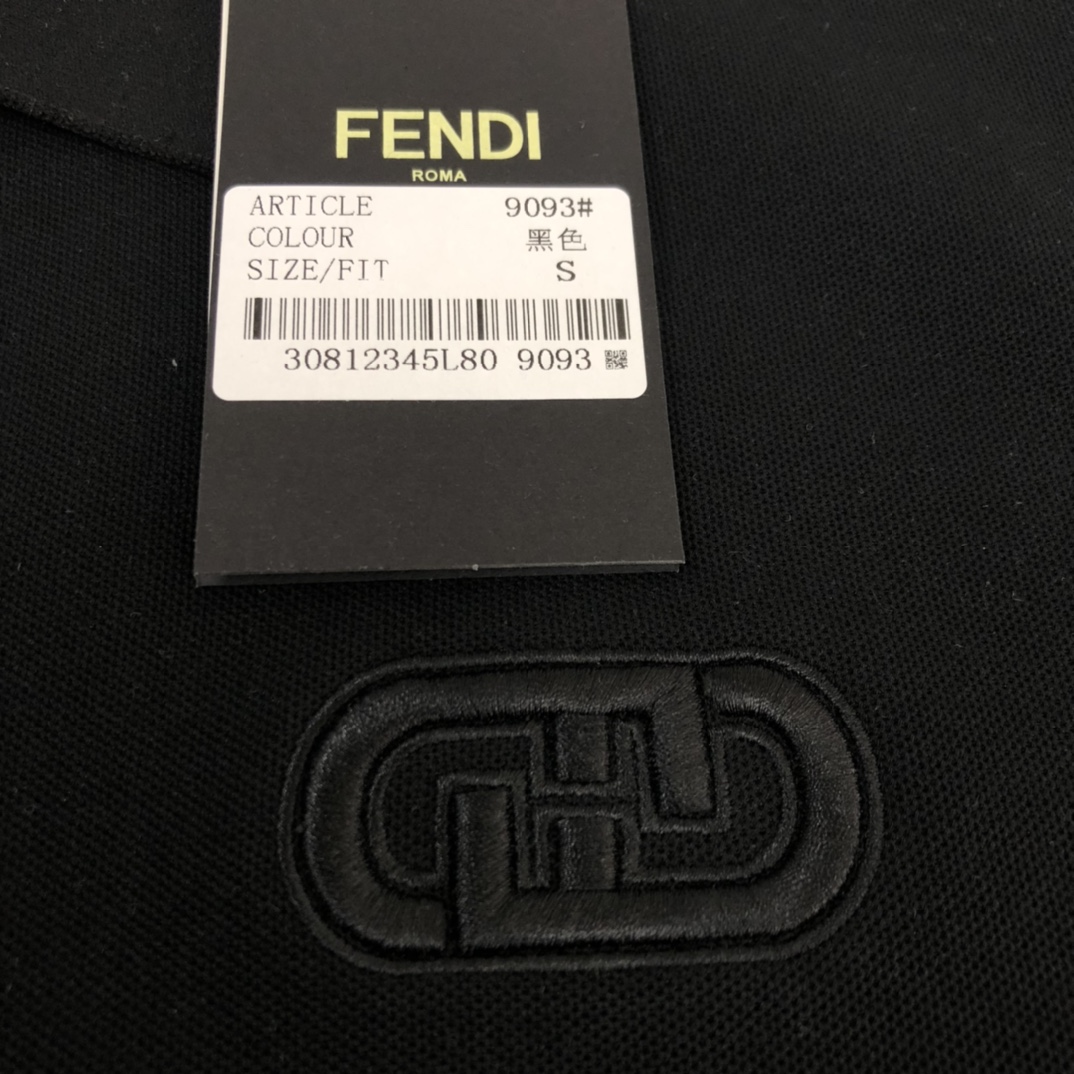 FENDI
ROMA
ARTICLE 9093#
COLOUR 黑色
SIZE/FIT S
30812345L80 9093